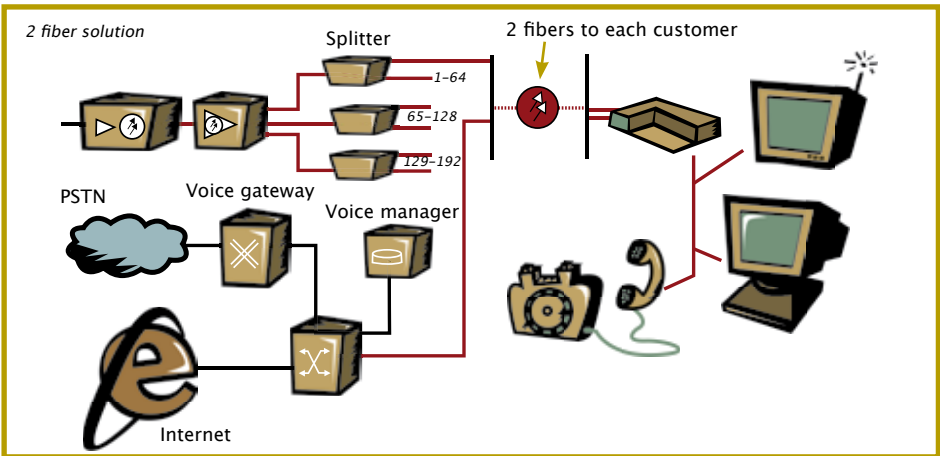 2 fiber solution
Splitter
2 fibers to each customer
1–64
65–128
129–192
PSTN
Voice gateway
Voice manager
Internet